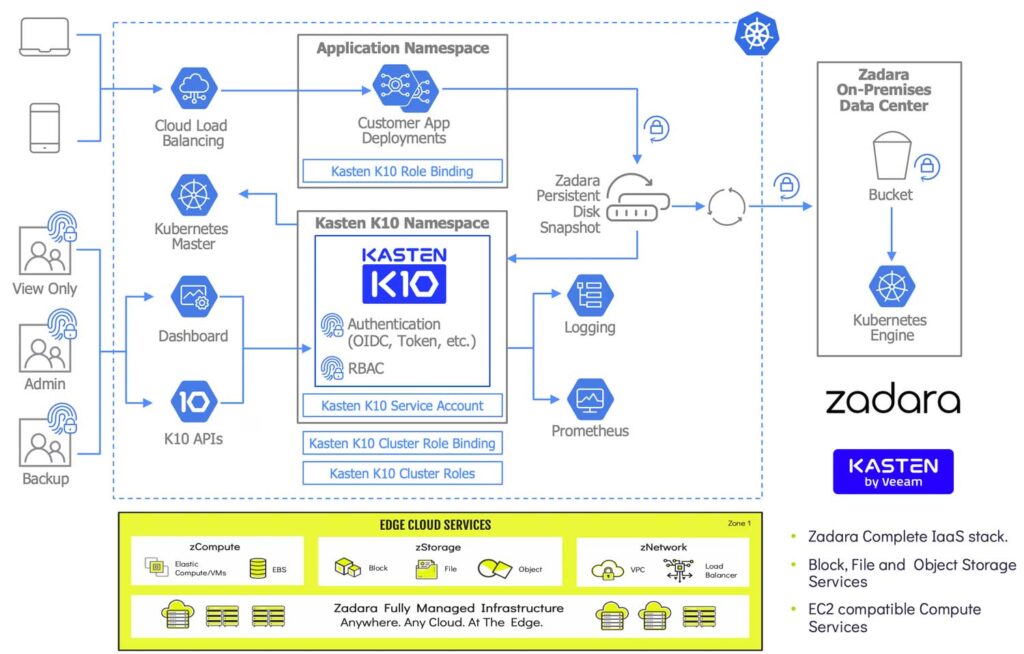 Application Namespace
Cloud Load
Balancing
Customer App
Deployments
Kasten K10 Role Binding
Zadara
On-Premises
Data Center
Bucket
Kubernetes
Engine
Zadara
Persistent
Disk
Snapshot
Kubernetes
Master
Kasten K10 Namespace
KASTEN
K10
Authentication
(OIDC, Token, etc.)
RBAC
Kasten K10 Service Account
Kasten K10 Cluster Role Binding
Kasten K10 Cluster Roles
View Only
Admin
Backup
Dashboard
10
K10 APIs
Logging
Prometheus
zadara
KASTEN
by Veeam
EDGE CLOUD SERVICES
Zone 1
zCompute
Elastic
Compute/VMs
EBS
zStorage
Block
File
Object
zNetwork
VPC
Load
Balancer
Zadara Fully Managed Infrastructure
Anywhere. Any Cloud. At The Edge.
• Zadara Complete IaaS stack.
• Block, File and Object Storage
Services
• EC2 compatible Compute
Services